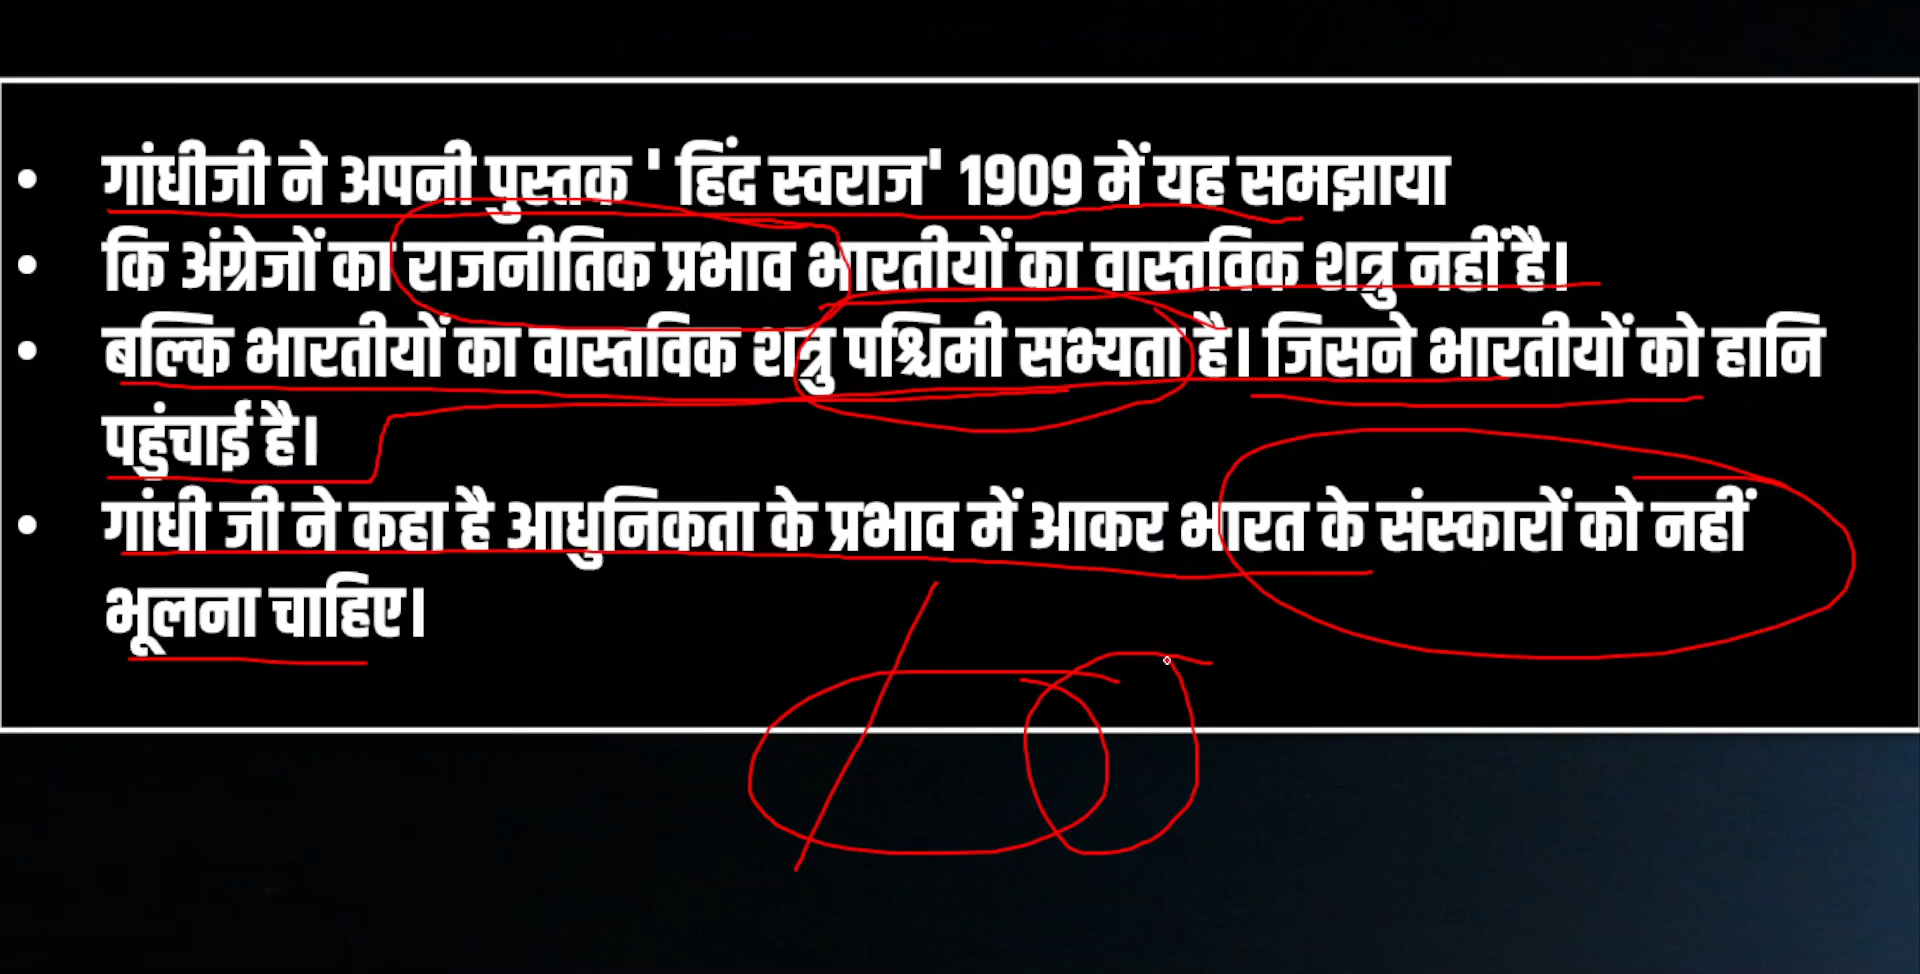 • गांधीजी ने अपनी पुस्तक ' हिंद स्वराज' 1909 में यह समझाया
• कि अंग्रेजों का राजनीतिक प्रभाव भारतीयों का वास्तविक शत्रु नहीं है।
• बल्कि भारतीयों का वास्तविक शत्रु पश्चिमी सभ्यता है। जिसने भारतीयों को हानि
पहुंचाई है।
• गांधी जी ने कहा है आधुनिकता के प्रभाव में आकर भारत के संस्कारों को नहीं
भूलना चाहिए।